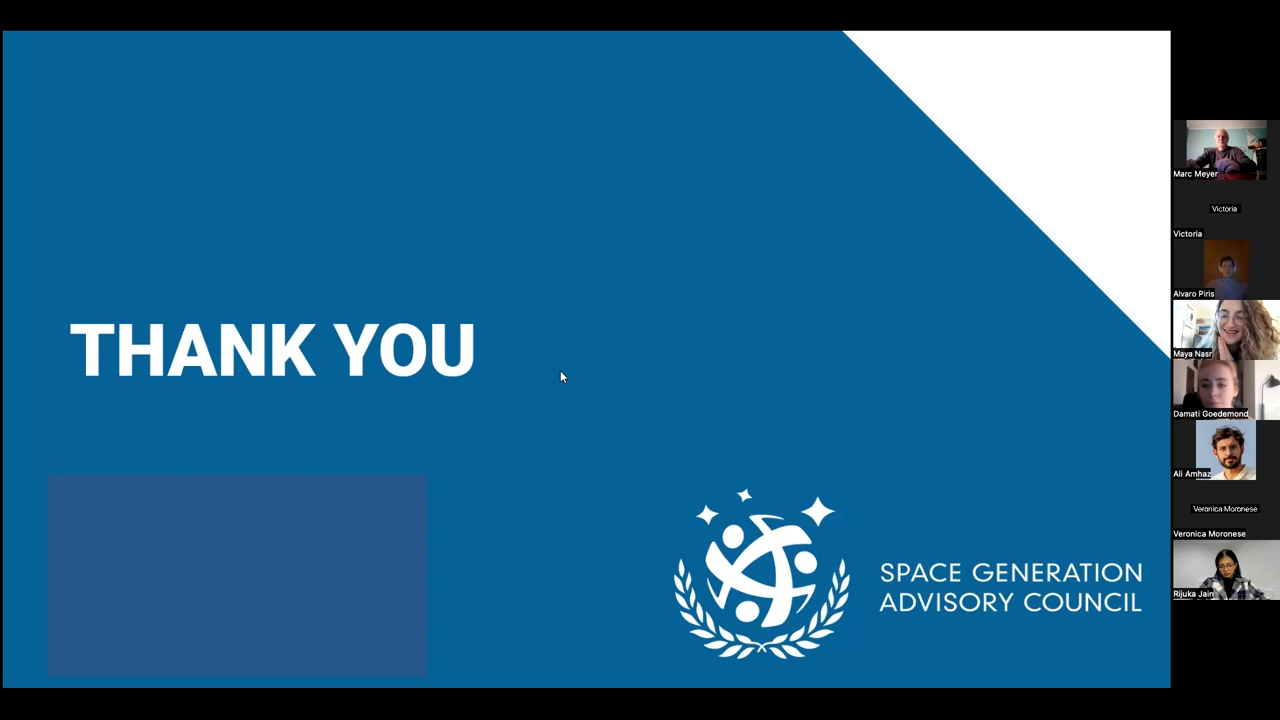 THANK YOU
SPACE GENERATION
ADVISORY COUNCIL
Marc Meyer
Victoria
Victoria
Alvaro Piris
Maya Nasr
Damati Goedemond
Ali Amhaz
Veronica Moronese
Veronica Moronese
Rijuka Jain